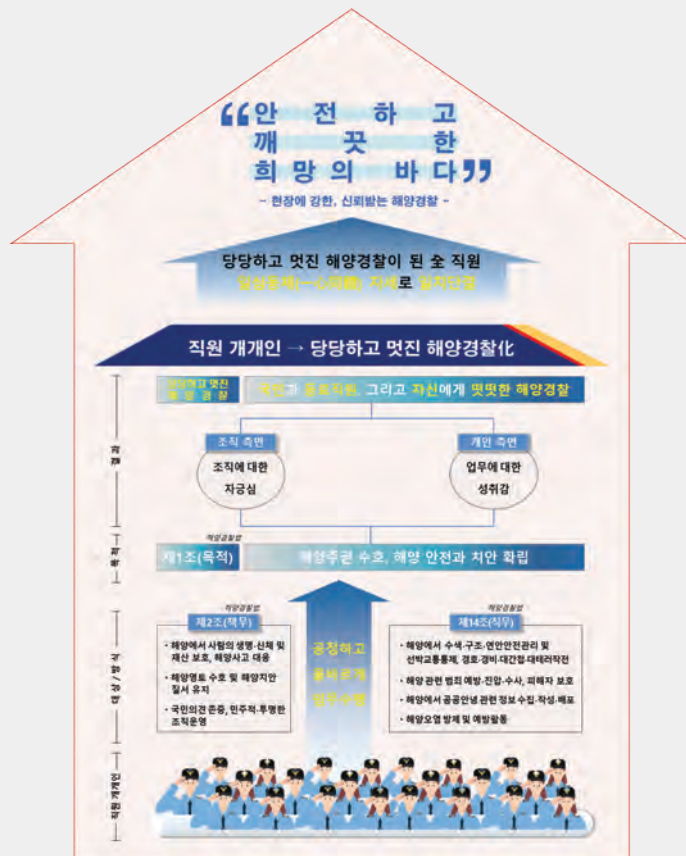 “안 전 하 고
깨 끗 한
희 망 의 바 다”
- 현장에 강한, 신뢰받는 해양경찰 -
당당하고 멋진 해양경찰이 된 全 직원
일심동체(一心同體) 자세로 일치단결
직원 개개인 → 당당하고 멋진 해양경찰化
당당하고 멋진
해 양 경 찰
국민과 동료직원, 그리고 자신에게 떳떳한 해양경찰
결과
조직 측면
조직에 대한
자긍심
개인 측면
업무에 대한
성취감
목적
해양경찰법
제1조(목적)
해양주권 수호, 해양 안전과 치안 확립
대상/방식
해양경찰법
제2조(책무)
· 해양에서 사람의 생명·신체 및
재산 보호, 해양사고 대응
· 해양영토 수호 및 해양치안
질서 유지
· 국민의견 존중, 민주적·투명한
조직운영
공정하고
올바르게
업무수행
해양경찰법
제14조(직무)
· 해양에서 수색·구조·연안안전관리 및
선박교통통제, 경호·경비·대간첩·대테러작전
· 해양 관련 범죄 예방·진압·수사, 피해자 보호
· 해양에서 공공안녕 관련 정보 수집·작성·배포
· 해양오염 방제 및 예방활동
직원 개개인